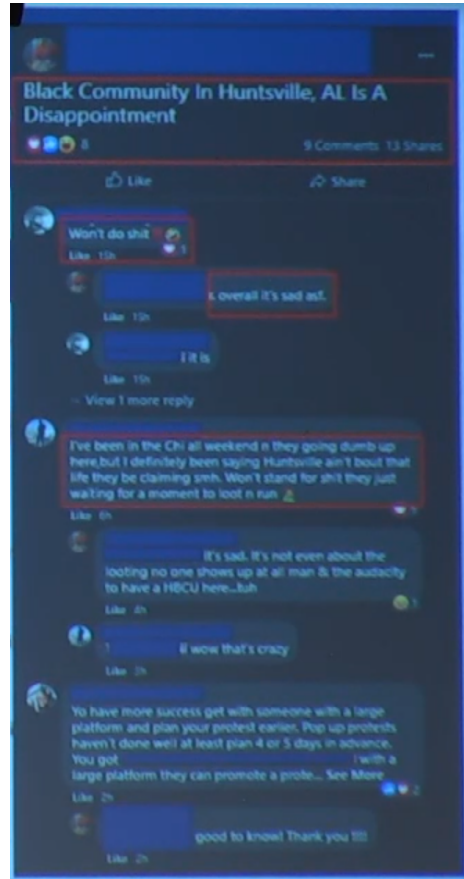 Black Community In Huntsville, AL Is A
Disappointment
8
9 Comments 13 Shares
Like
Share
Won't do shit
3
Like 15h
overall it's sad asf.
Like 15h
it is
Like 15h
View 1 more reply
I've been in the Chi all weekend n they going dumb up
here,but I definitely been saying Huntsville ain't bout that
life they be claiming smh. Won't stand for shit they just
waiting for a moment to loot n run
Like 6h
It's sad. It's not even about the
looting no one shows up at all man & the audacity
to have a HBCU here...tuh
Like 4h
1
wow that's crazy
Like 2h
Yo have more success get with someone with a large
platform and plan your protest earlier. Pop up protests
haven't done well at least plan 4 or 5 days in advance.
You got
with a
large platform they can promote a prote... See More
Like 2h
2
good to know! Thank you !!!!
Like 2h